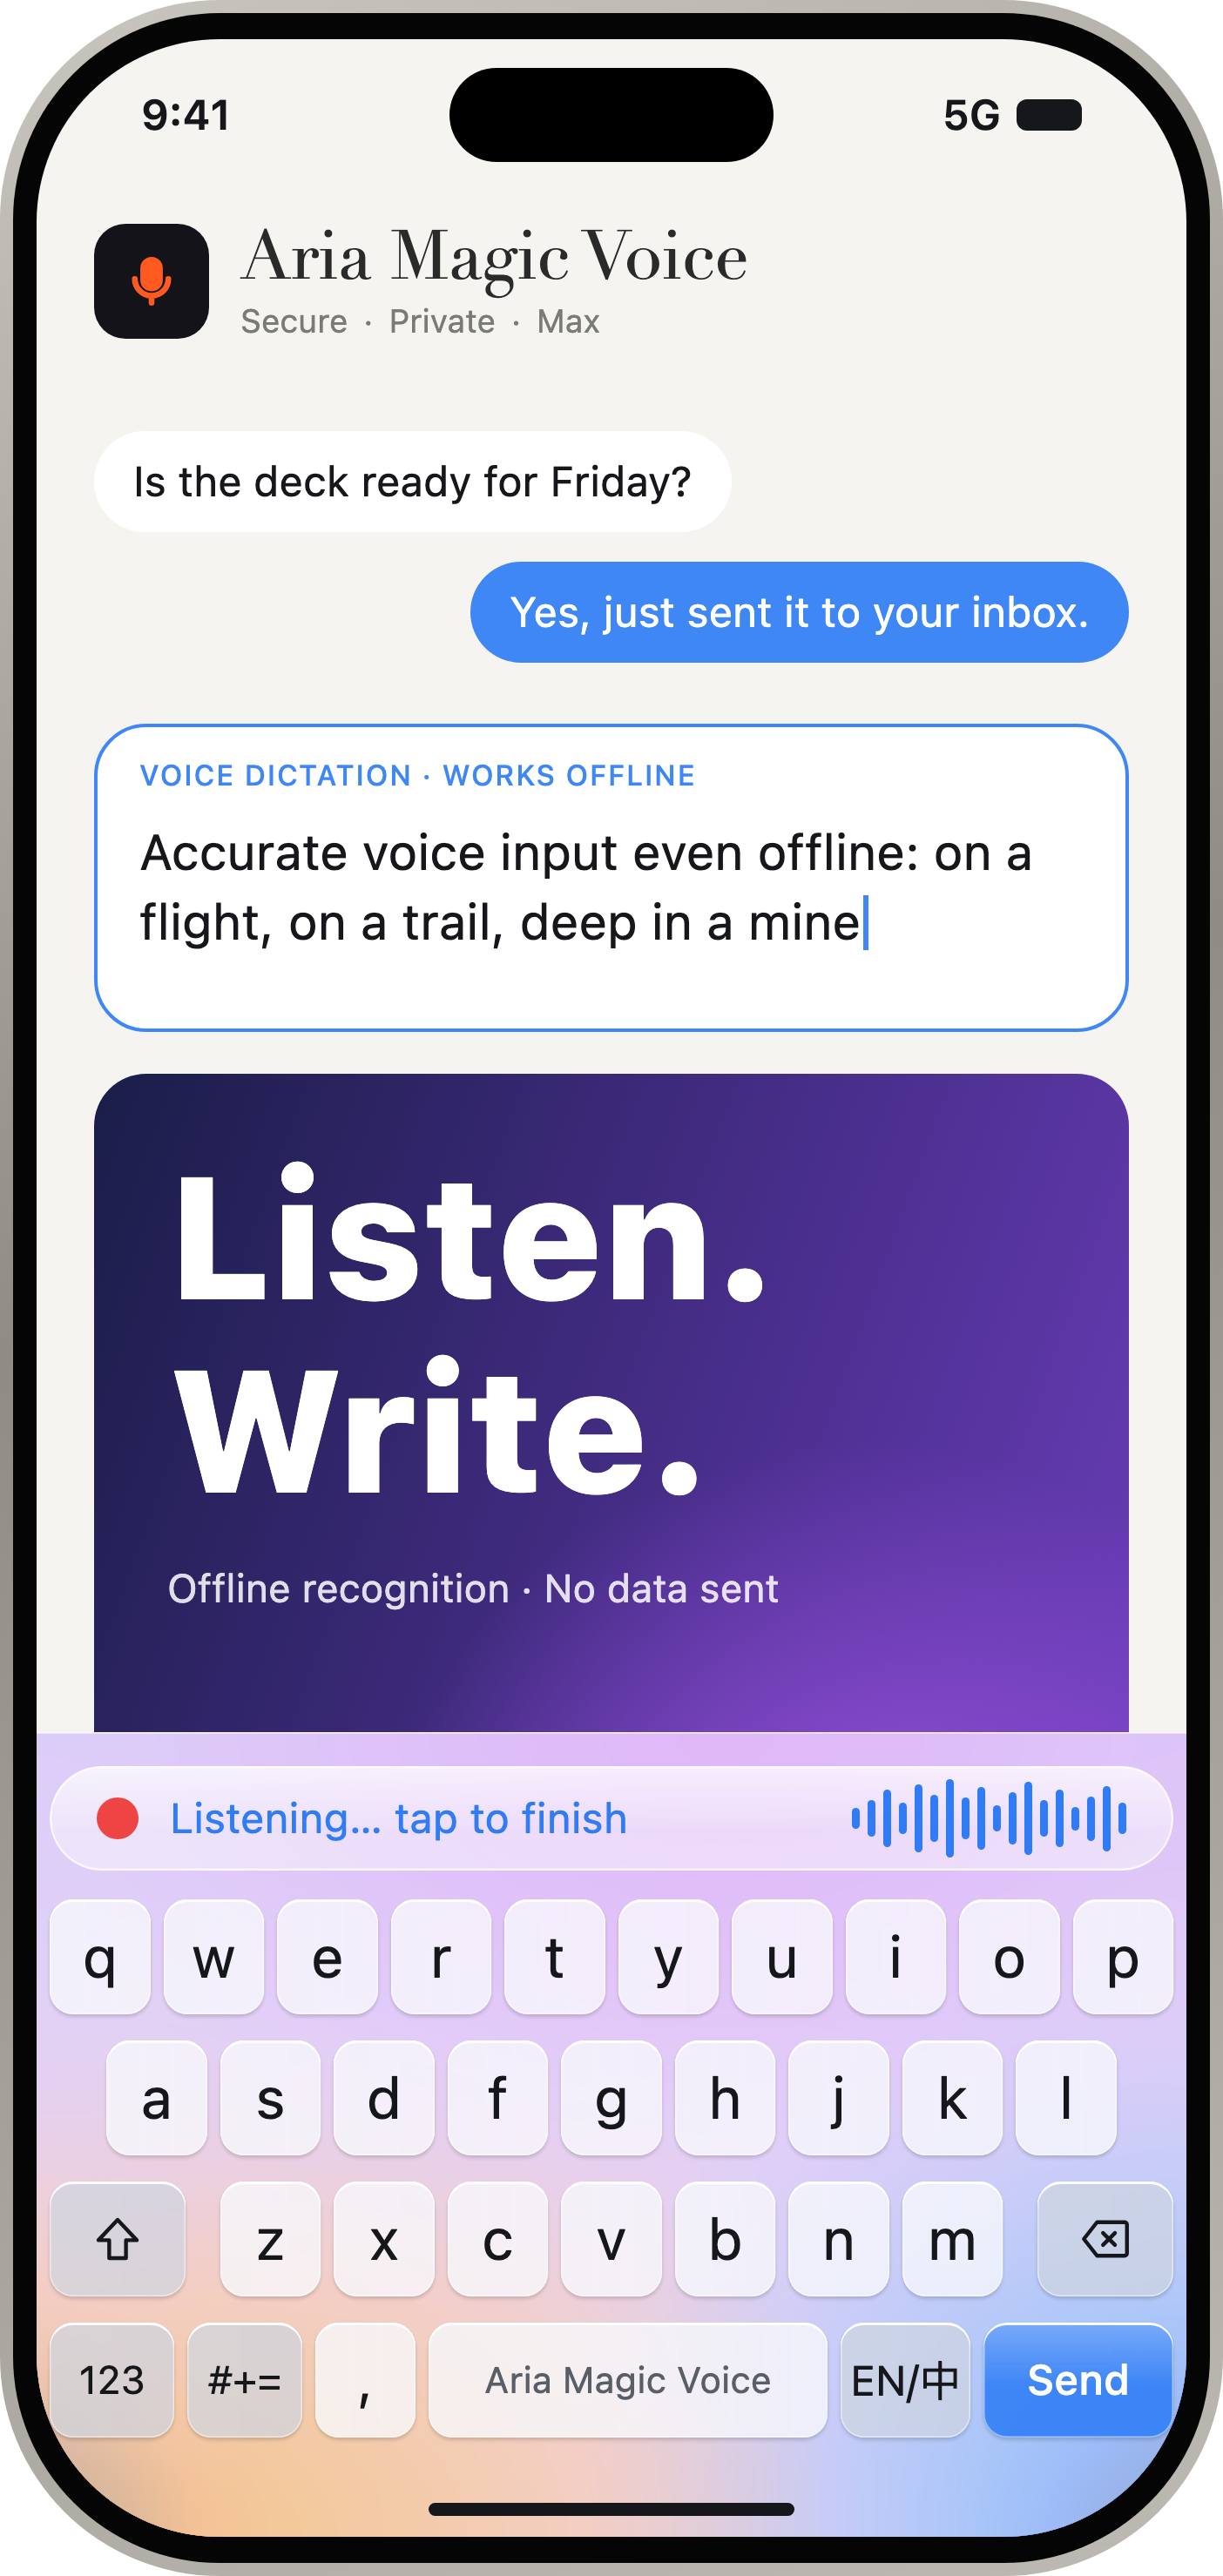 9:41
5G
Aria Magic Voice
Secure · Private · Max
Is the deck ready for Friday?
Yes, just sent it to your inbox.
VOICE DICTATION · WORKS OFFLINE
Accurate voice input even offline: on a
flight, on a trail, deep in a mine
Listen.
Write.
Offline recognition · No data sent
Listening... tap to finish
q w e r t y u i o p
a s d f g h j k l
z x c v b n m
123 #+= , Aria Magic Voice EN/中 Send